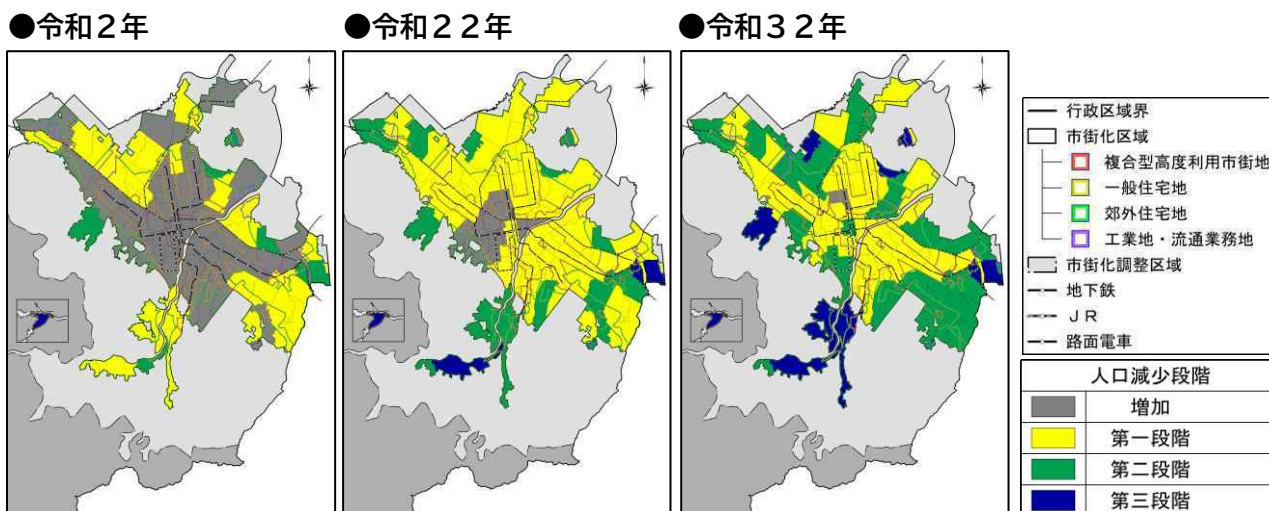 ●令和２年
●令和２２年
●令和３２年
行政区域界
市街化区域
複合型高度利用市街地
一般住宅地
郊外住宅地
工業地・流通業務地
市街化調整区域
地下鉄
ＪＲ
路面電車
人口減少段階
増加
第一段階
第二段階
第三段階